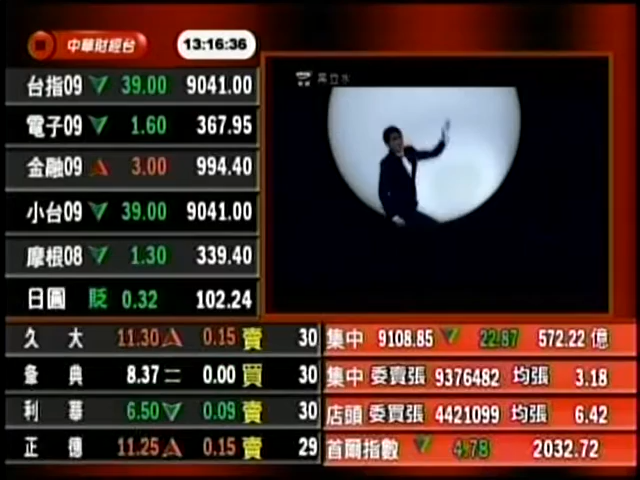 中華財經台
13:16:36
台指09 39.00 9041.00
電子09 1.60 367.95
金融09 3.00 994.40
小台09 39.00 9041.00
摩根08 1.30 339.40
日圓 貶 0.32 102.24
黑豆水
久大 11.30 0.15 賣 30
夆典 8.37 = 0.00 買 30
利華 6.50 0.09 賣 30
正德 11.25 0.15 賣 29
集中 9108.85 22.87 572.22 億
集中 委賣張 9376482 均張 3.18
店頭 委買張 4421099 均張 6.42
首爾指數 4.78 2032.72